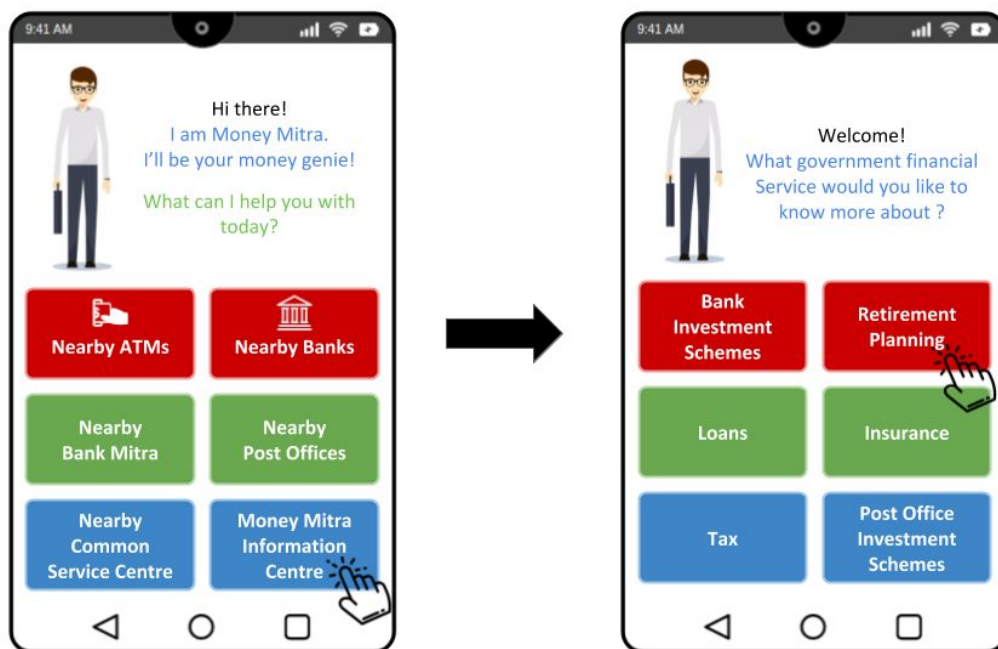 9:41 AM
Hi there!
I am Money Mitra.
I'll be your money genie!
What can I help you with
today?
Nearby ATMs
Nearby Banks
Nearby
Bank Mitra
Nearby
Post Offices
Nearby
Common
Service Centre
Money Mitra
Information
Centre
9:41 AM
Welcome!
What government financial
Service would you like to
know more about ?
Bank
Investment
Schemes
Retirement
Planning
Loans
Insurance
Tax
Post Office
Investment
Schemes